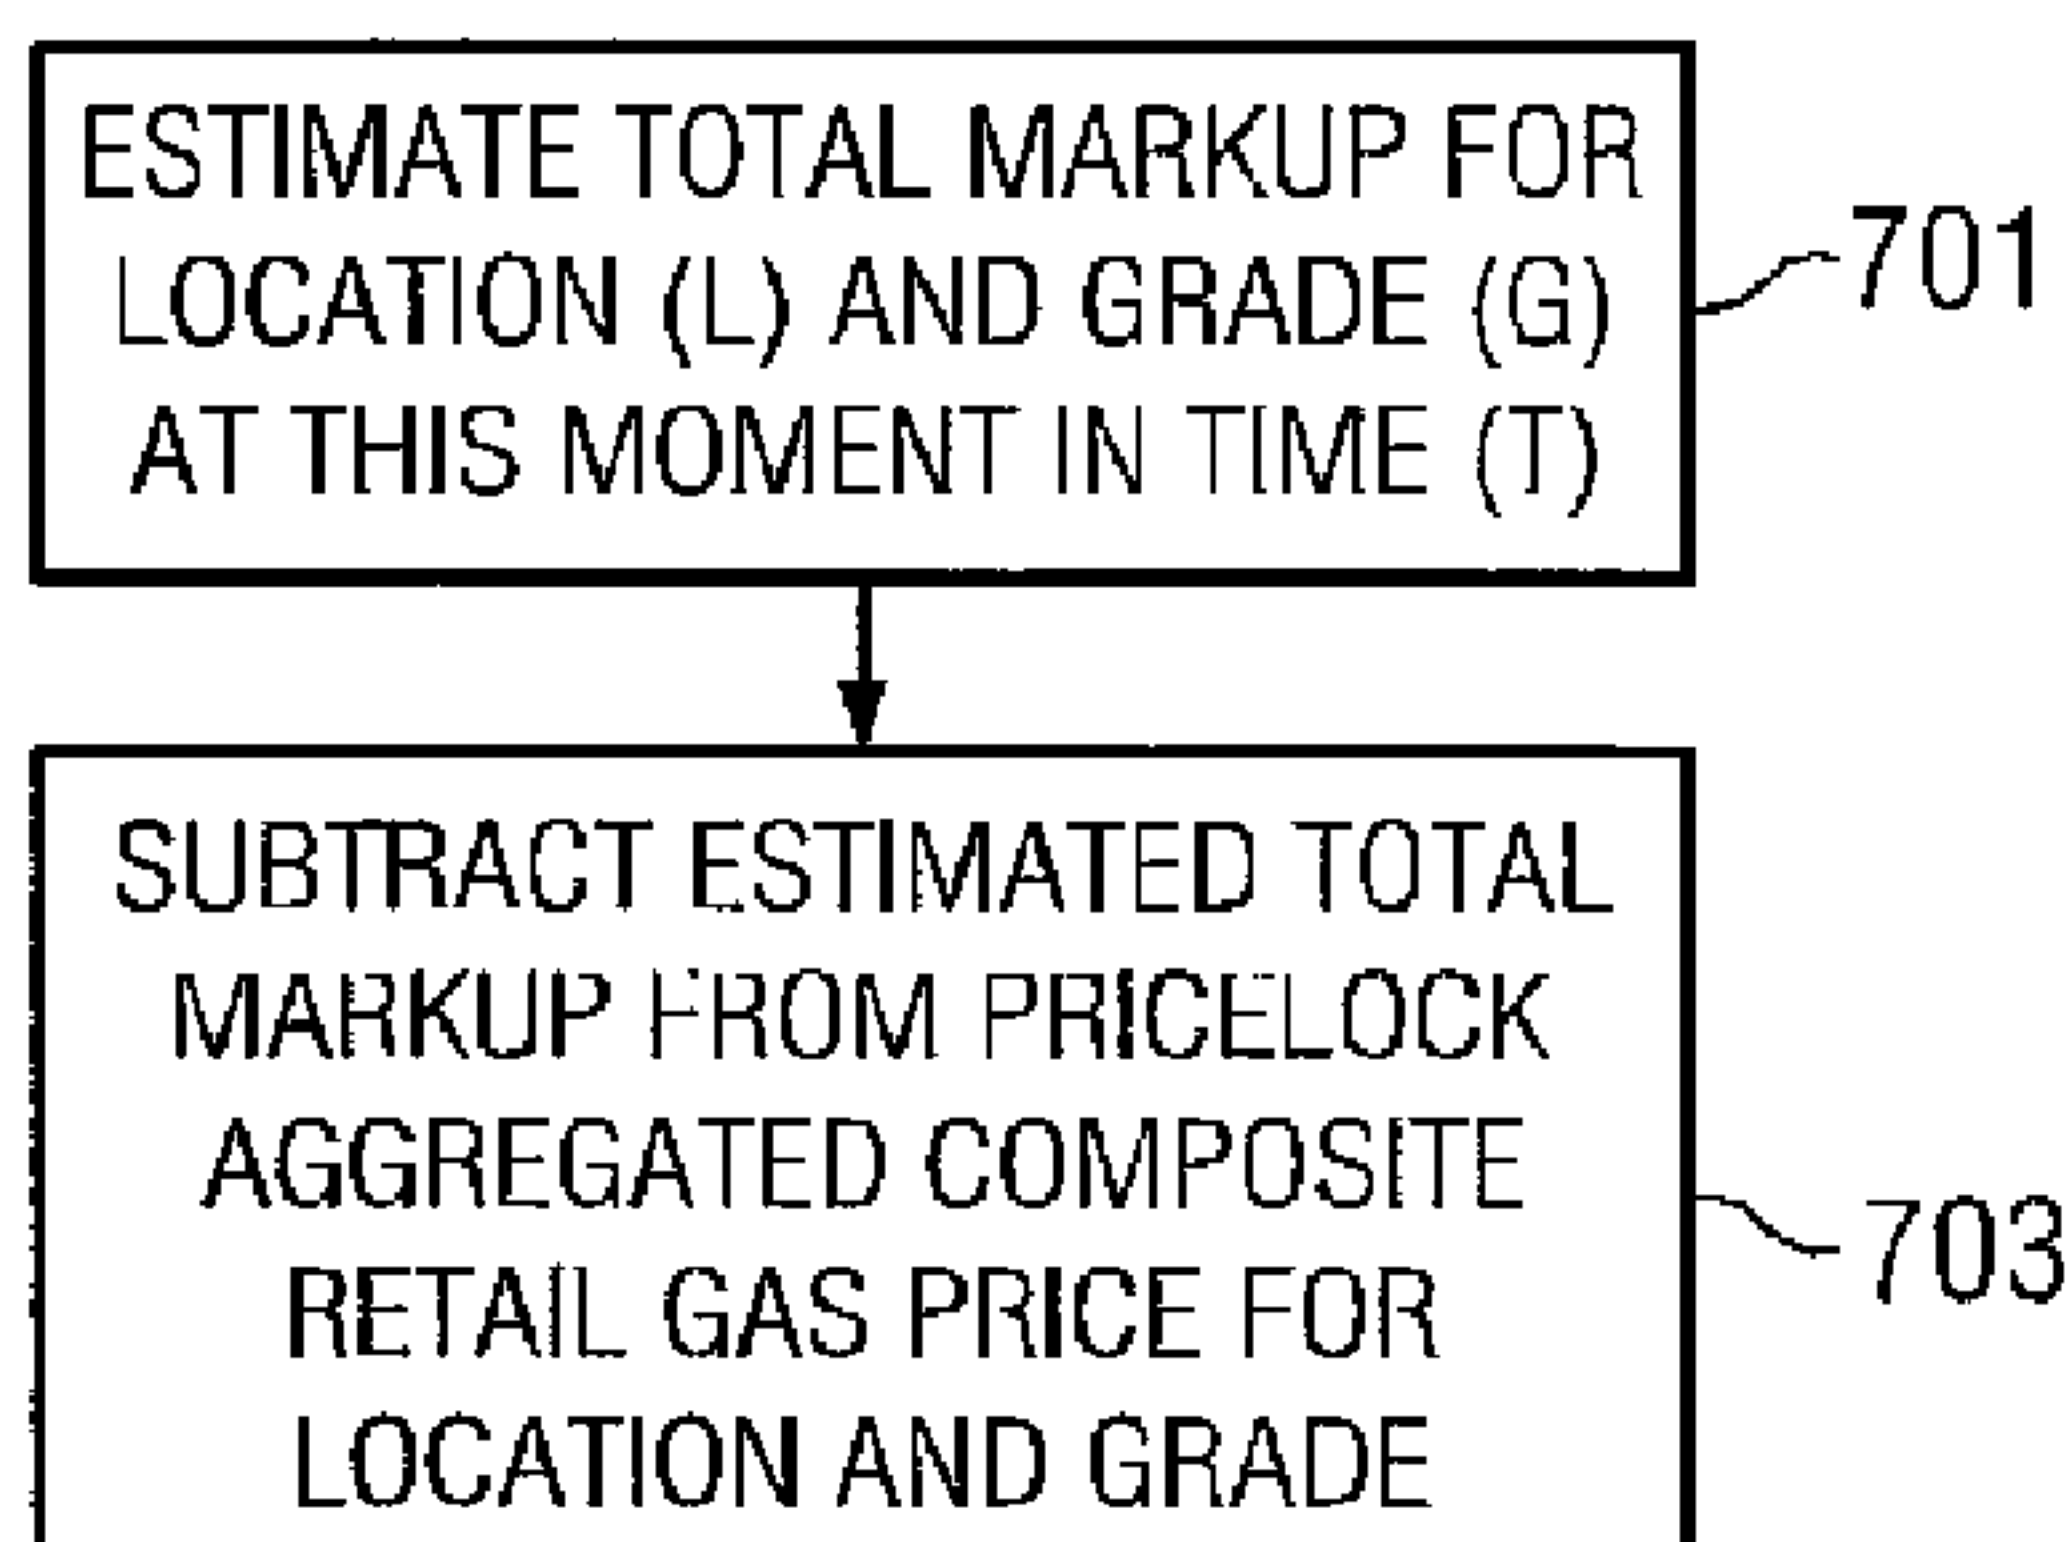 ESTIMATE TOTAL MARKUP FOR
LOCATION (L) AND GRADE (G)
AT THIS MOMENT IN TIME (T)
701
SUBTRACT ESTIMATED TOTAL
MARKUP FROM PRICELOCK
AGGREGATED COMPOSITE
RETAIL GAS PRICE FOR
LOCATION AND GRADE
703